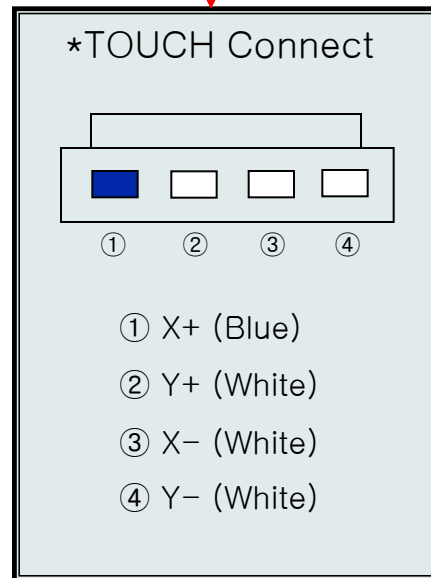 *TOUCH Connect
① ② ③ ④
① X+ (Blue)
② Y+ (White)
③ X- (White)
④ Y- (White)